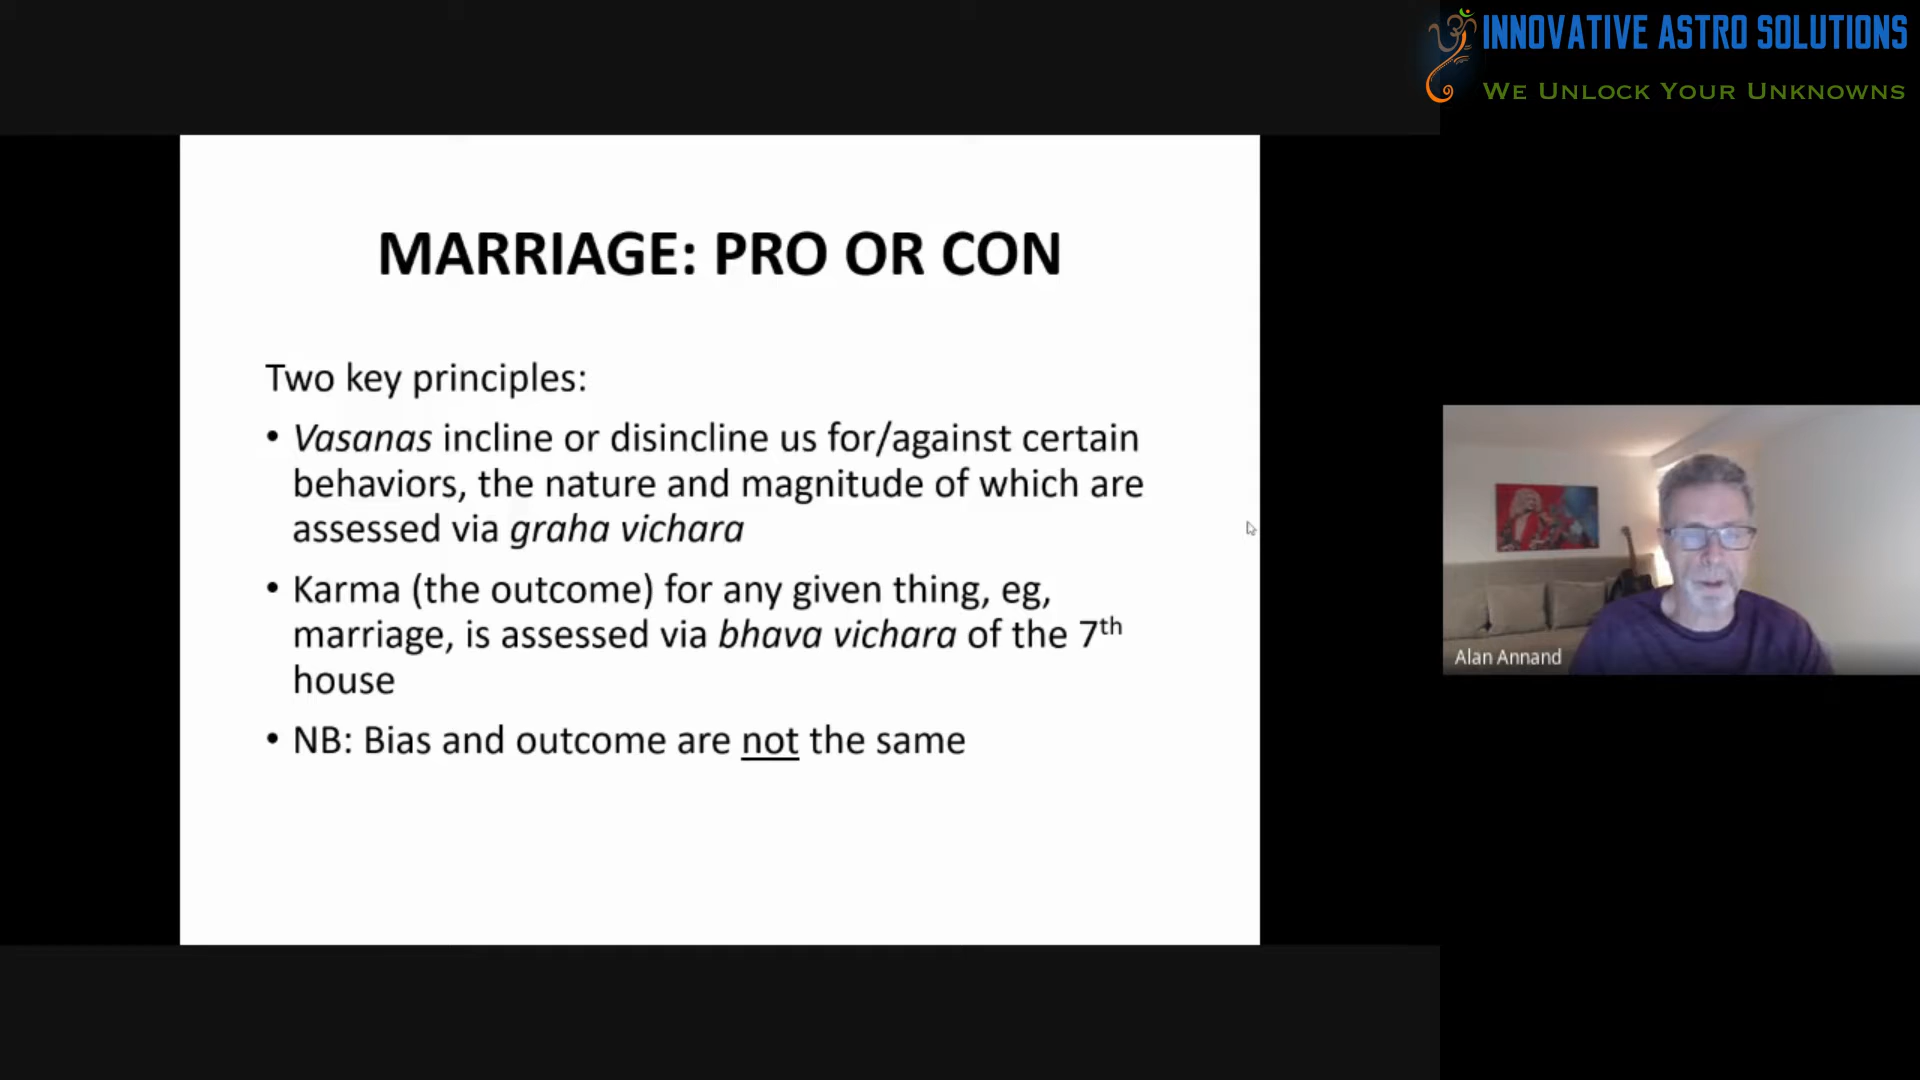 INNOVATIVE ASTRO SOLUTIONS
WE UNLOCK YOUR UNKNOWNS
MARRIAGE: PRO OR CON
Two key principles:
• Vasanas incline or disincline us for/against certain
behaviors, the nature and magnitude of which are
assessed via graha vichara
• Karma (the outcome) for any given thing, eg,
marriage, is assessed via bhava vichara of the 7th
house
• NB: Bias and outcome are not the same
Alan Annand